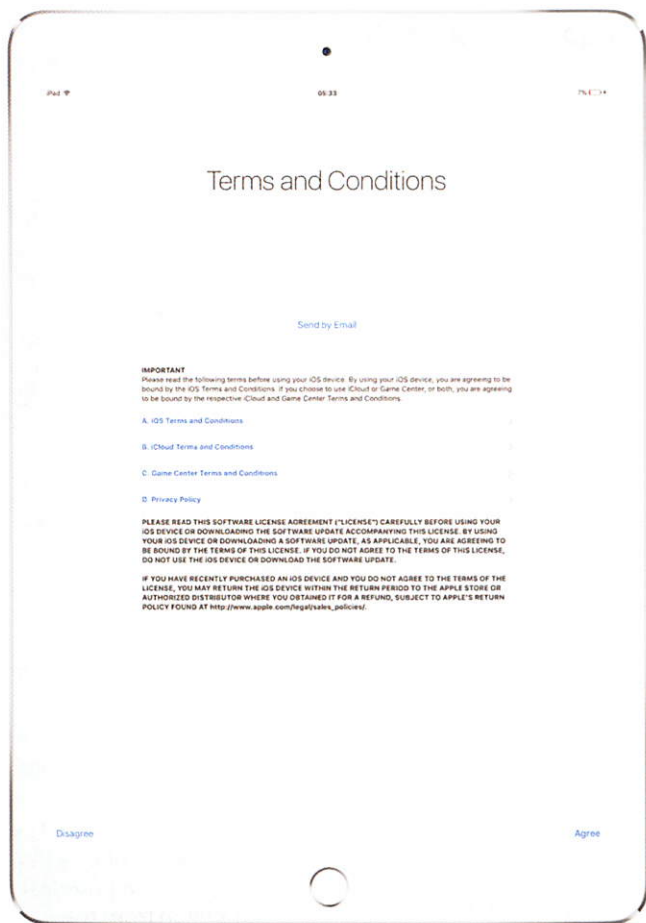 iPad
05:33
7%
Terms and Conditions
Send by Email
IMPORTANT
Please read the following terms before using your iOS device. By using your iOS device, you are agreeing to be
bound by the iOS Terms and Conditions. If you choose to use iCloud or Game Center, or both, you are agreeing
to be bound by the respective iCloud and Game Center Terms and Conditions.
A. iOS Terms and Conditions
B. iCloud Terms and Conditions
C. Game Center Terms and Conditions
D. Privacy Policy
PLEASE READ THIS SOFTWARE LICENSE AGREEMENT ("LICENSE") CAREFULLY BEFORE USING YOUR
iOS DEVICE OR DOWNLOADING THE SOFTWARE UPDATE ACCOMPANYING THIS LICENSE. BY USING
YOUR iOS DEVICE OR DOWNLOADING A SOFTWARE UPDATE, AS APPLICABLE, YOU ARE AGREEING TO
BE BOUND BY THE TERMS OF THIS LICENSE. IF YOU DO NOT AGREE TO THE TERMS OF THIS LICENSE,
DO NOT USE THE iOS DEVICE OR DOWNLOAD THE SOFTWARE UPDATE.
IF YOU HAVE RECENTLY PURCHASED AN iOS DEVICE AND YOU DO NOT AGREE TO THE TERMS OF THE
LICENSE, YOU MAY RETURN THE iOS DEVICE WITHIN THE RETURN PERIOD TO THE APPLE STORE OR
AUTHORIZED DISTRIBUTOR WHERE YOU OBTAINED IT FOR A REFUND, SUBJECT TO APPLE'S RETURN
POLICY FOUND AT http://www.apple.com/legal/sales_policies/.
Disagree
Agree